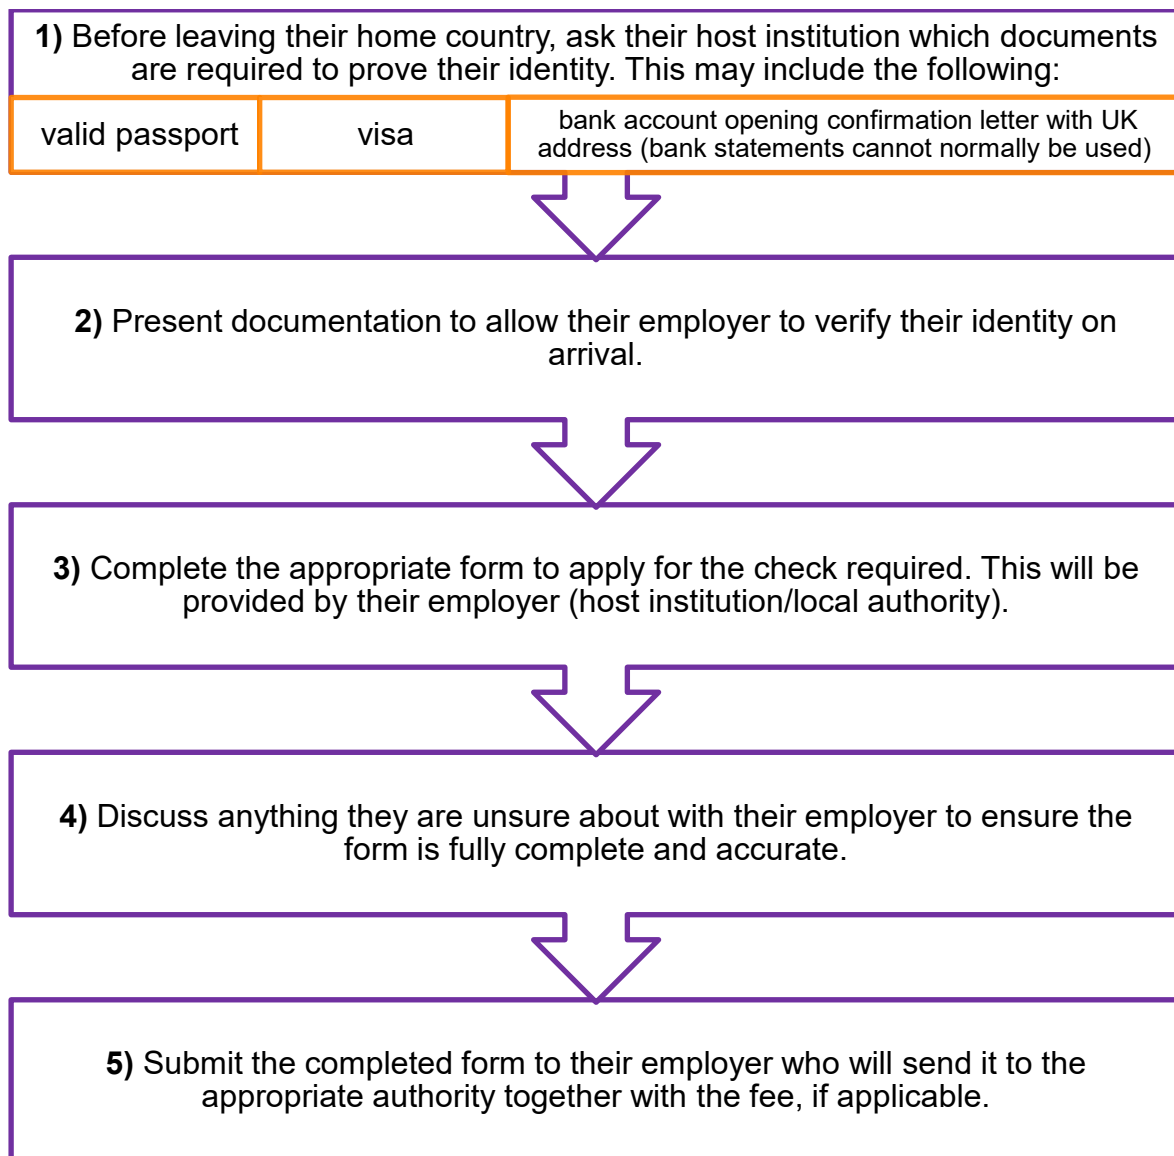 1) Before leaving their home country, ask their host institution which documents
are required to prove their identity. This may include the following:
valid passport
visa
bank account opening confirmation letter with UK
address (bank statements cannot normally be used)
2) Present documentation to allow their employer to verify their identity on
arrival.
3) Complete the appropriate form to apply for the check required. This will be
provided by their employer (host institution/local authority).
4) Discuss anything they are unsure about with their employer to ensure the
form is fully complete and accurate.
5) Submit the completed form to their employer who will send it to the
appropriate authority together with the fee, if applicable.